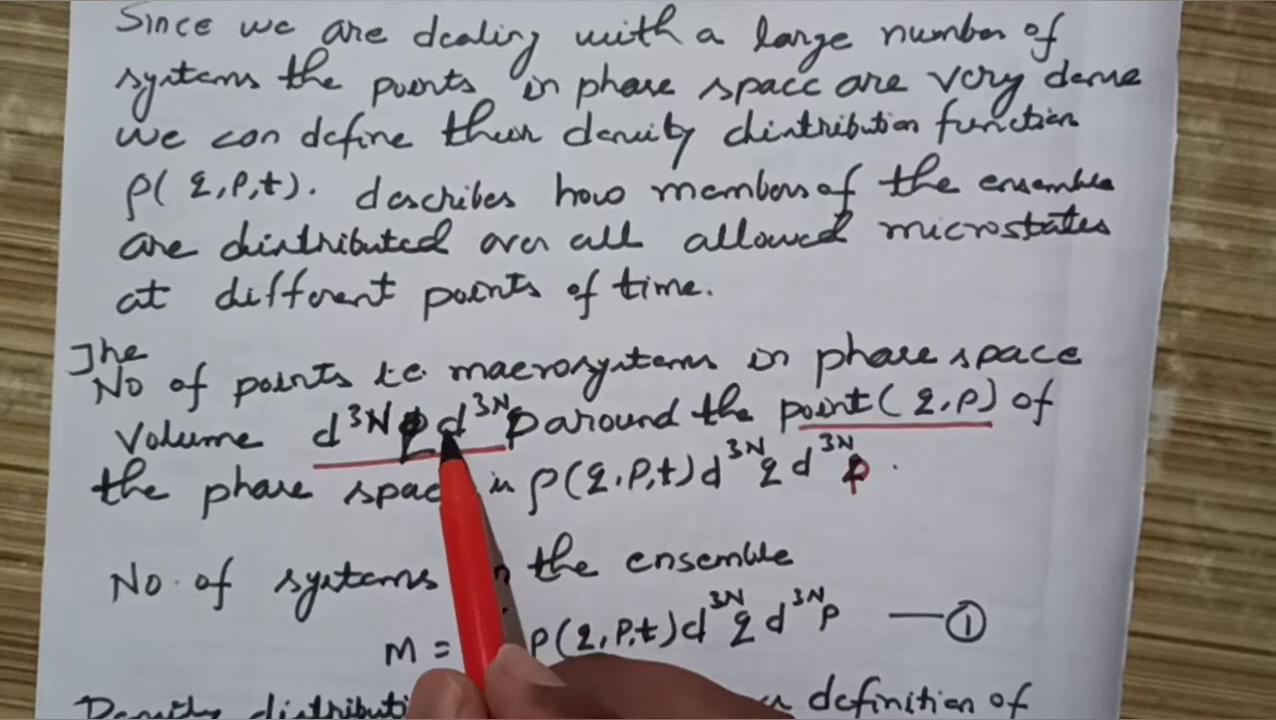 Since we are dealing with a large number of
systems the points in phase space are very dense
we can define their density distribution function
ρ(q,p,t). describes how members of the ensemble
are distributed over all allowed microstates
at different points of time.
The
No of points i.e. macrosystems in phase space
Volume d³ᴺq d³ᴺp around the point (q,p) of
the phase space is ρ(q,p,t)d³ᴺq d³ᴺp.
No. of systems in the ensemble
M = ρ(q,p,t)d³ᴺq d³ᴺp —①
Density definition of